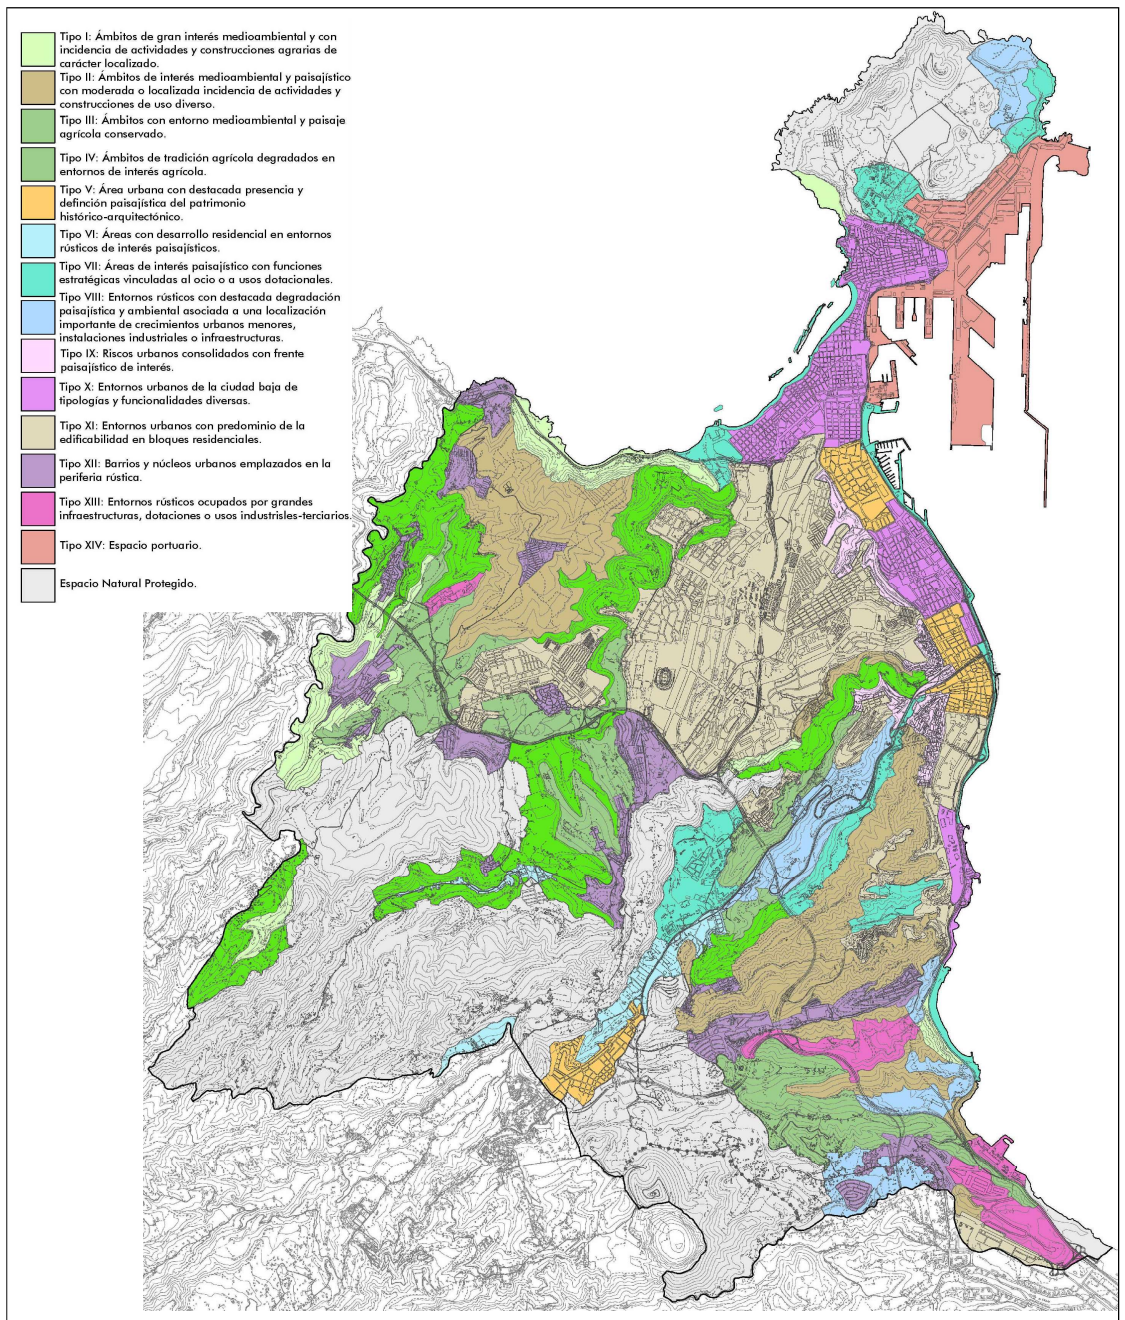 Tipo I: Ámbitos de gran interés medioambiental y con
incidencia de actividades y construcciones agrarias de
carácter localizado.
Tipo II: Ámbitos de interés medioambiental y paisajístico
con moderada o localizada incidencia de actividades y
construcciones de uso diverso.
Tipo III: Ámbitos con entorno medioambiental y paisaje
agrícola conservado.
Tipo IV: Ámbitos de tradición agrícola degradados en
entornos de interés agrícola.
Tipo V: Área urbana con destacada presencia y
definción paisajística del patrimonio
histórico-arquitectónico.
Tipo VI: Áreas con desarrollo residencial en entornos
rústicos de interés paisajísticos.
Tipo VII: Áreas de interés paisajístico con funciones
estratégicas vinculadas al ocio o a usos dotacionales.
Tipo VIII: Entornos rústicos con destacada degradación
paisajística y ambiental asociada a una localización
importante de crecimientos urbanos menores,
instalaciones industriales o infraestructuras.
Tipo IX: Riscos urbanos consolidados con frente
paisajístico de interés.
Tipo X: Entornos urbanos de la ciudad baja de
tipologías y funcionalidades diversas.
Tipo XI: Entornos urbanos con predominio de la
edificabilidad en bloques residenciales.
Tipo XII: Barrios y núcleos urbanos emplazados en la
periferia rústica.
Tipo XIII: Entornos rústicos ocupados por grandes
infraestructuras, dotaciones o usos industrisles-terciarios.
Tipo XIV: Espacio portuario.
Espacio Natural Protegido.